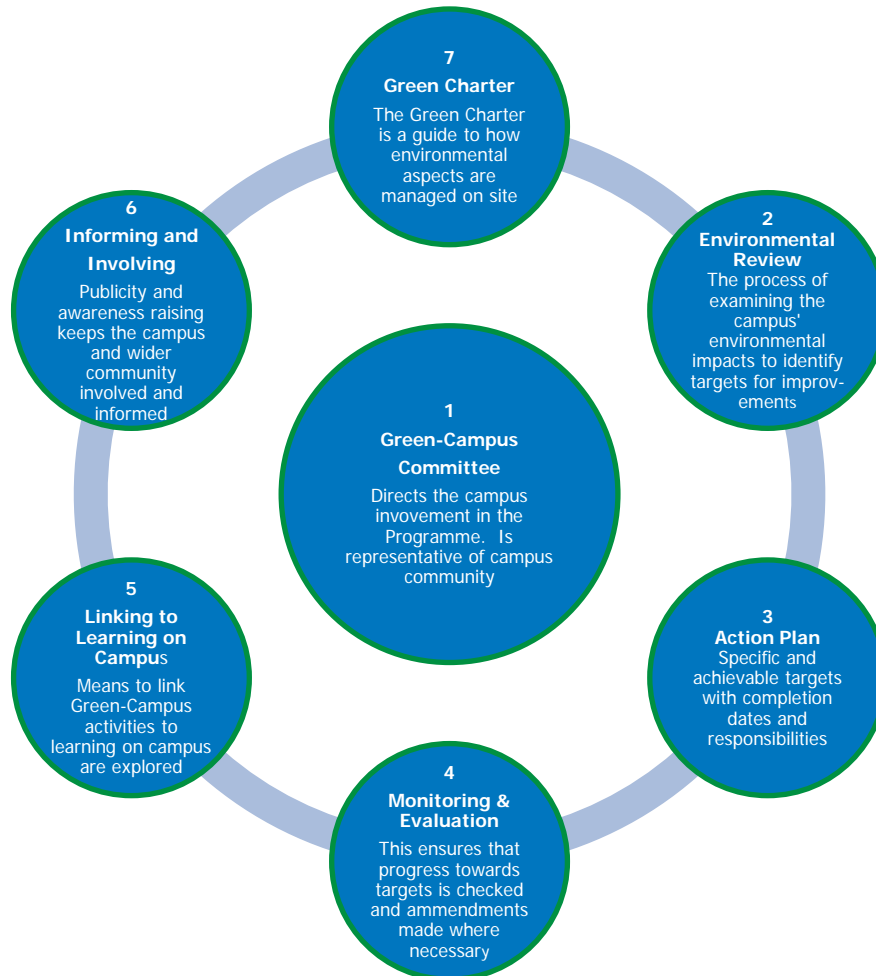 1
Green-Campus
Committee
Directs the campus
invovement in the
Programme. Is
representative of campus
community
2
Environmental
Review
The process of
examining the
campus'
environmental
impacts to identify
targets for improv-
ements
3
Action Plan
Specific and
achievable targets
with completion
dates and
responsibilities
4
Monitoring &
Evaluation
This ensures that
progress towards
targets is checked
and ammendments
made where
necessary
5
Linking to
Learning on
Campus
Means to link
Green-Campus
activities to
learning on campus
are explored
6
Informing and
Involving
Publicity and
awareness raising
keeps the campus
and wider
community
involved and
informed
7
Green Charter
The Green Charter
is a guide to how
environmental
aspects are
managed on site